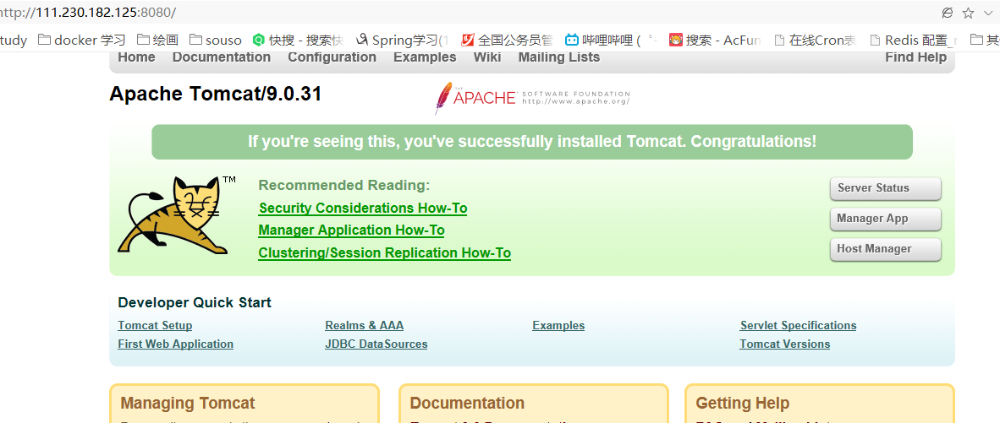 http://111.230.182.125:8080/
tudy docker 学习 绘画 souso 快搜 - 搜索快 Spring学习(1 全国公务员管 哔哩哔哩 ( ゜- 搜索 - AcFun 在线Cron表 Redis 配置_r 其
Home Documentation Configuration Examples Wiki Mailing Lists Find Help
Apache Tomcat/9.0.31
THE APACHE SOFTWARE FOUNDATION
http://www.apache.org/
If you're seeing this, you've successfully installed Tomcat. Congratulations!
TM
Recommended Reading:
Security Considerations How-To
Manager Application How-To
Clustering/Session Replication How-To
Server Status
Manager App
Host Manager
Developer Quick Start
Tomcat Setup Realms & AAA Examples Servlet Specifications
First Web Application JDBC DataSources Tomcat Versions
Managing Tomcat Documentation Getting Help